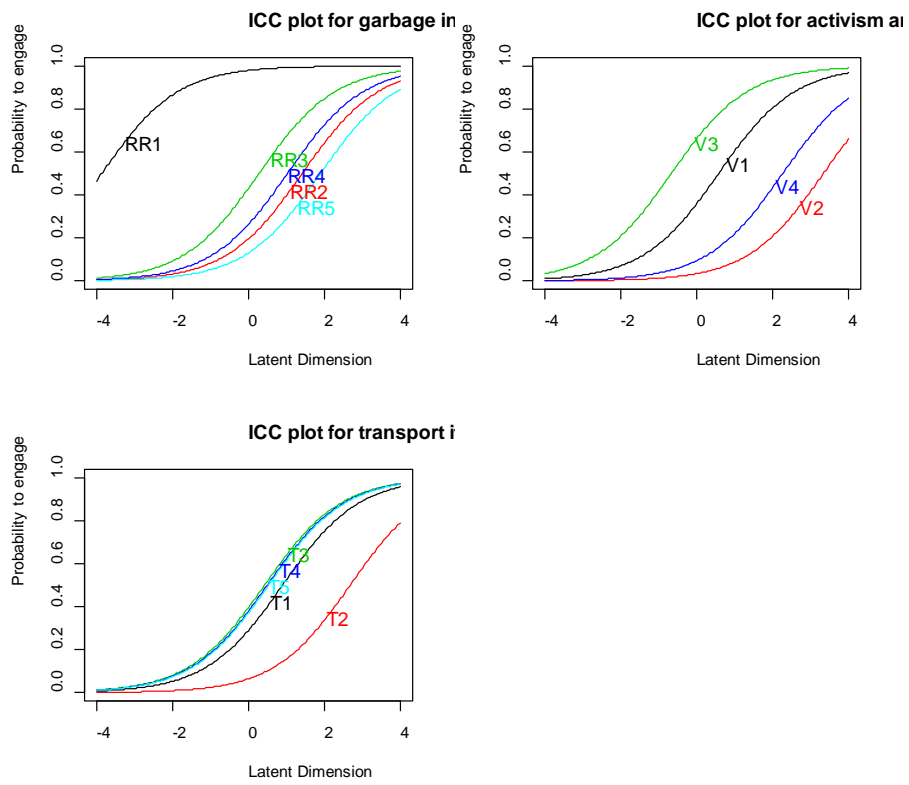 ICC plot for garbage in
Probability to engage
1.0
0.8
0.6
0.4
0.2
0.0
RR1
RR3
RR4
RR2
RR5
-4 -2 0 2 4
Latent Dimension
ICC plot for activism a
Probability to engage
1.0
0.8
0.6
0.4
0.2
0.0
V3
V1
V4
V2
-4 -2 0 2 4
Latent Dimension
ICC plot for transport i
Probability to engage
1.0
0.8
0.6
0.4
0.2
0.0
T3
T4
T5
T1
T2
-4 -2 0 2 4
Latent Dimension